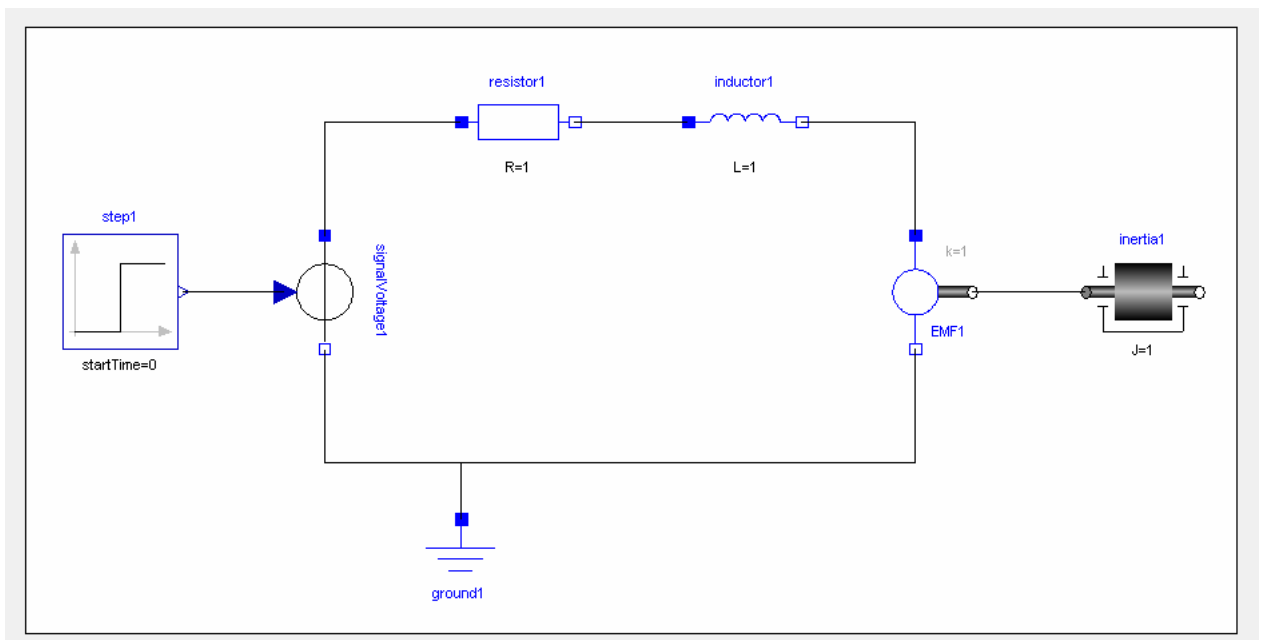 resistor1
inductor1
R=1
L=1
step1
signalVoltage1
k=1
inertia1
EMF1
startTime=0
J=1
ground1